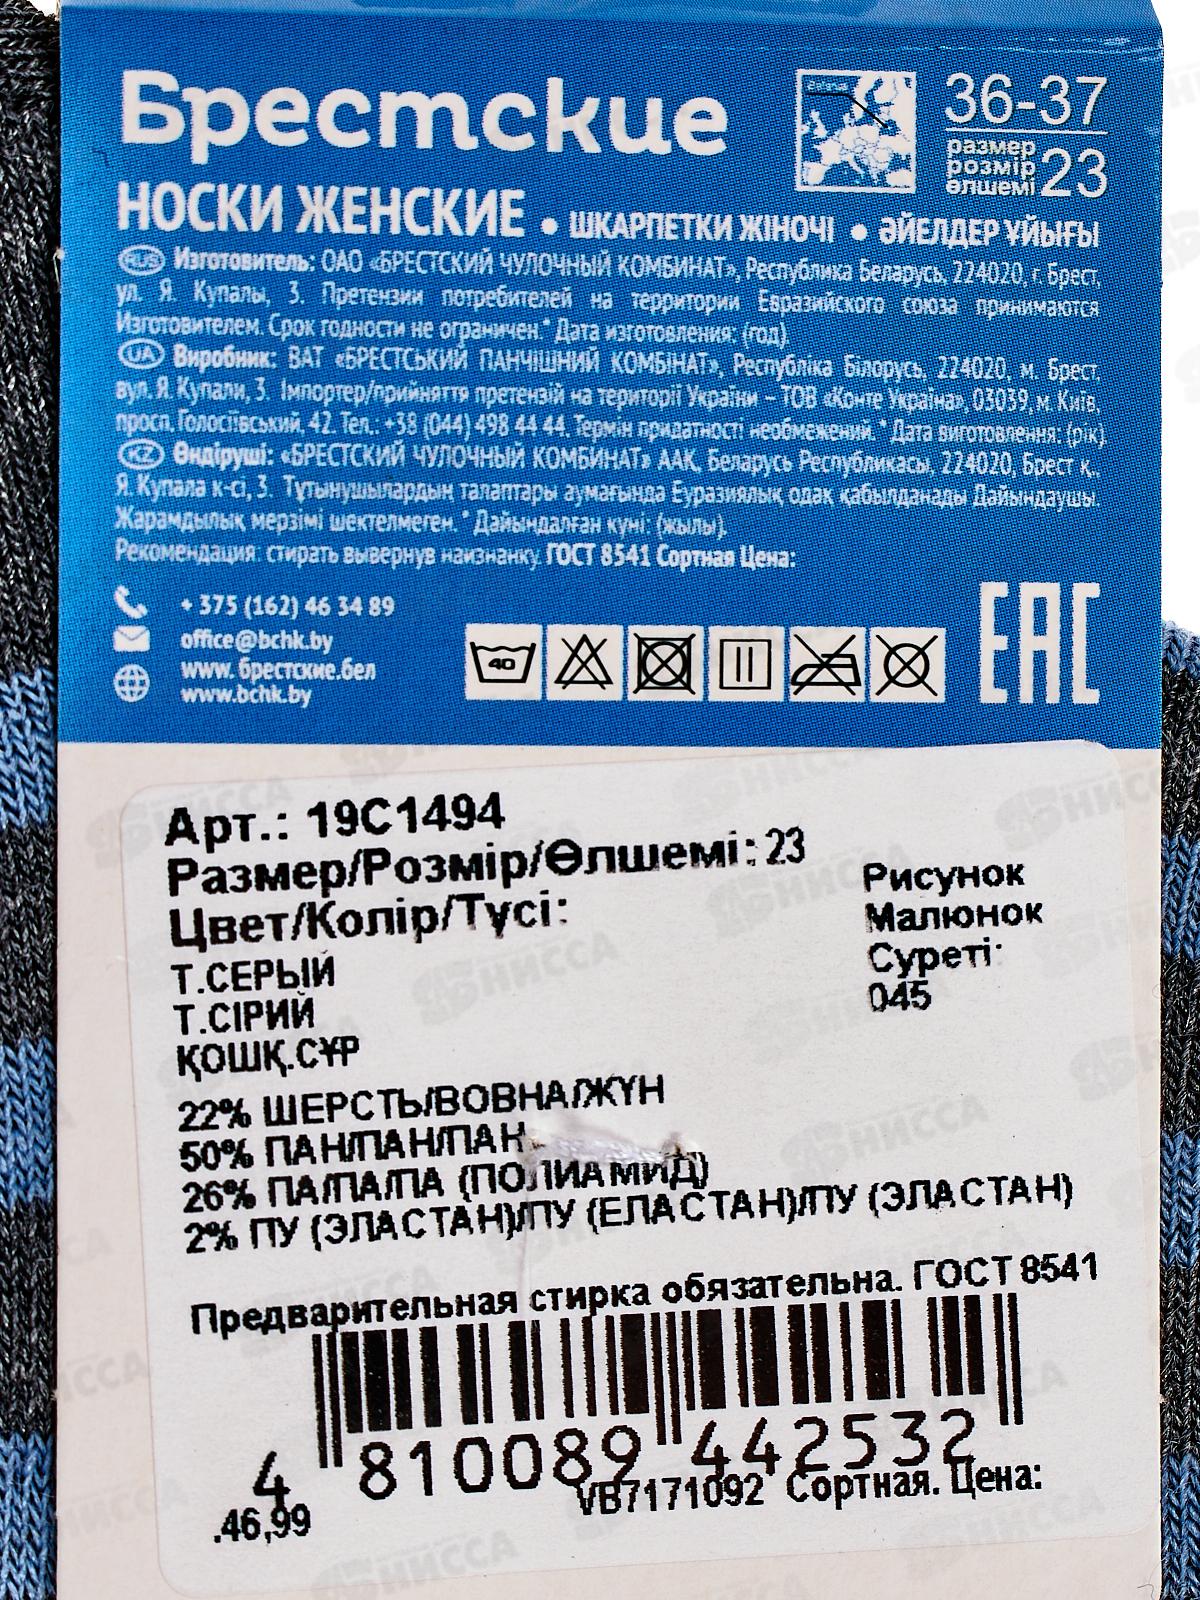 Брестские
36-37
размер
розмір
өлшемі 23
НОСКИ ЖЕНСКИЕ • ШКАРПЕТКИ ЖІНОЧІ • ӘЙЕЛДЕР ҰЙЫҒЫ
RUS Изготовитель: ОАО «БРЕСТСКИЙ ЧУЛОЧНЫЙ КОМБИНАТ», Республика Беларусь, 224020, г. Брест,
ул. Я. Купалы, 3. Претензии потребителей на территории Евразийского союза принимаются
Изготовителем. Срок годности не ограничен.* Дата изготовления: (год).
UA Виробник: ВАТ «БРЕСТСЬКИЙ ПАНЧІШНИЙ КОМБІНАТ», Республіка Білорусь, 224020, м. Брест,
вул. Я. Купали, 3. Імпортер/прийняття претензій на території України – ТОВ «Конте Україна», 03039, м. Київ,
просп. Голосіївський, 42. Тел.: +38 (044) 498 44 44. Термін придатності необмежений.* Дата виготовлення: (рік).
KZ Өндіруші: «БРЕСТСКИЙ ЧУЛОЧНЫЙ КОМБИНАТ» ААҚ, Беларусь Республикасы, 224020, Брест қ.,
Я. Купала к-сі, 3. Тұтынушылардың талаптары аумағында Еуразиялық одақ қабылданады Дайындаушы.
Жарамдылық мерзімі шектелмеген.* Дайындалған күні: (жылы).
Рекомендация: стирать вывернув наизнанку. ГОСТ 8541 Сортная Цена:
+ 375 (162) 46 34 89
office@bchk.by
www. брестские.бел
www.bchk.by
40
EAC
Арт.: 19С1494
Размер/Розмір/Өлшемі: 23
Цвет/Колір/Түсі:
Т.СЕРЫЙ
Т.СІРИЙ
ҚОШҚ.СҰР
Рисунок
Малюнок
Суреті:
045
22% ШЕРСТЬ/ВОВНА/ЖҮН
50% ПАН/ПАН/ПАН
26% ПА/ПА/ПА (ПОЛИАМИД)
2% ПУ (ЭЛАСТАН)/ПУ (ЕЛАСТАН)/ПУ (ЭЛАСТАН)
Предварительная стирка обязательна. ГОСТ 8541
4 810089 442532
VB7171092 Сортная. Цена:
.46,99